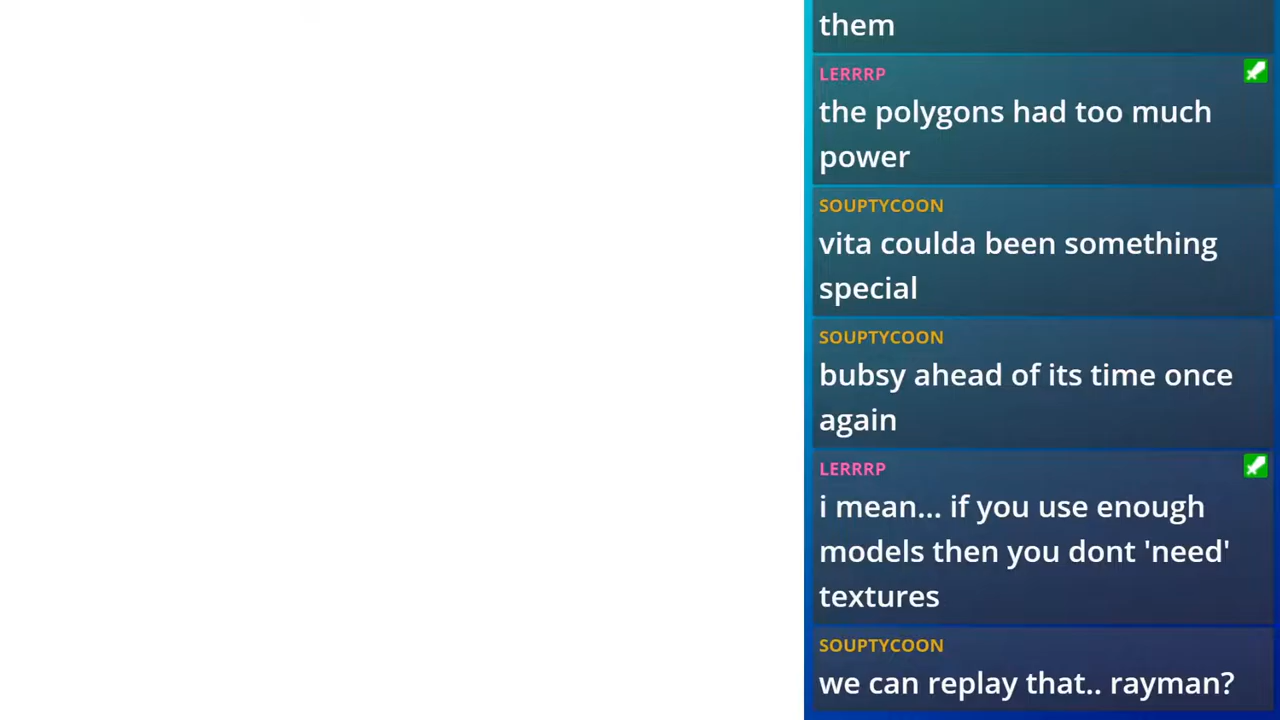 them
LERRRP
the polygons had too much
power
SOUPTYCOON
vita coulda been something
special
SOUPTYCOON
bubsy ahead of its time once
again
LERRRP
i mean... if you use enough
models then you dont 'need'
textures
SOUPTYCOON
we can replay that.. rayman?